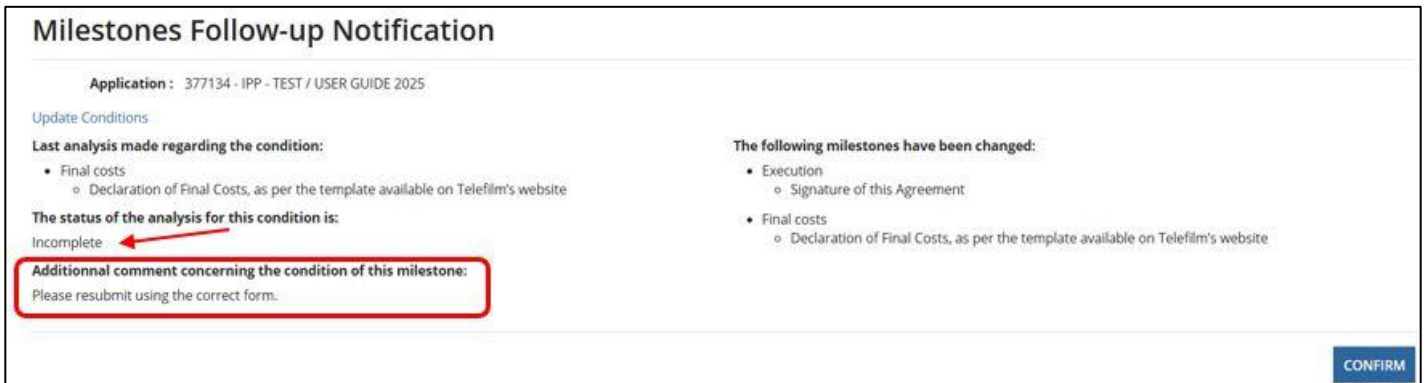 Milestones Follow-up Notification
Application : 377134 - IPP - TEST / USER GUIDE 2025
Update Conditions
Last analysis made regarding the condition:
• Final costs
○ Declaration of Final Costs, as per the template available on Telefilm's website
The status of the analysis for this condition is:
Incomplete
Additionnal comment concerning the condition of this milestone:
Please resubmit using the correct form.
The following milestones have been changed:
• Execution
○ Signature of this Agreement
• Final costs
○ Declaration of Final Costs, as per the template available on Telefilm's website
CONFIRM